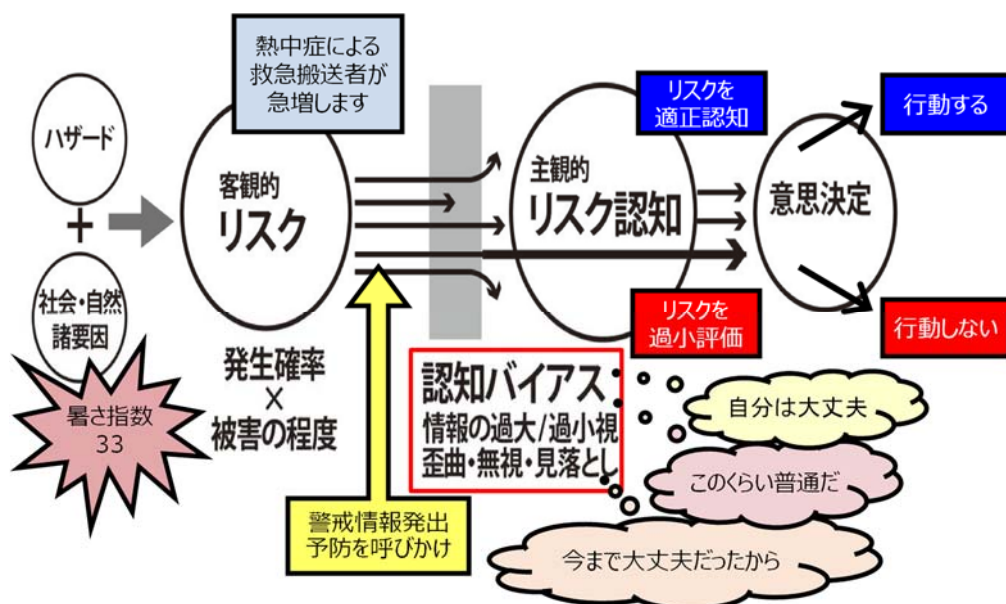 熱中症による
救急搬送者が
急増します
ハザード
+
社会・自然
諸要因
暑さ指数
33
客観的
リスク
発生確率
×
被害の程度
警戒情報発出
予防を呼びかけ
認知バイアス
情報の過大/過小視
歪曲・無視・見落とし
主観的
リスク認知
リスクを
適正認知
リスクを
過小評価
意思決定
行動する
行動しない
自分は大丈夫
このくらい普通だ
今まで大丈夫だったから